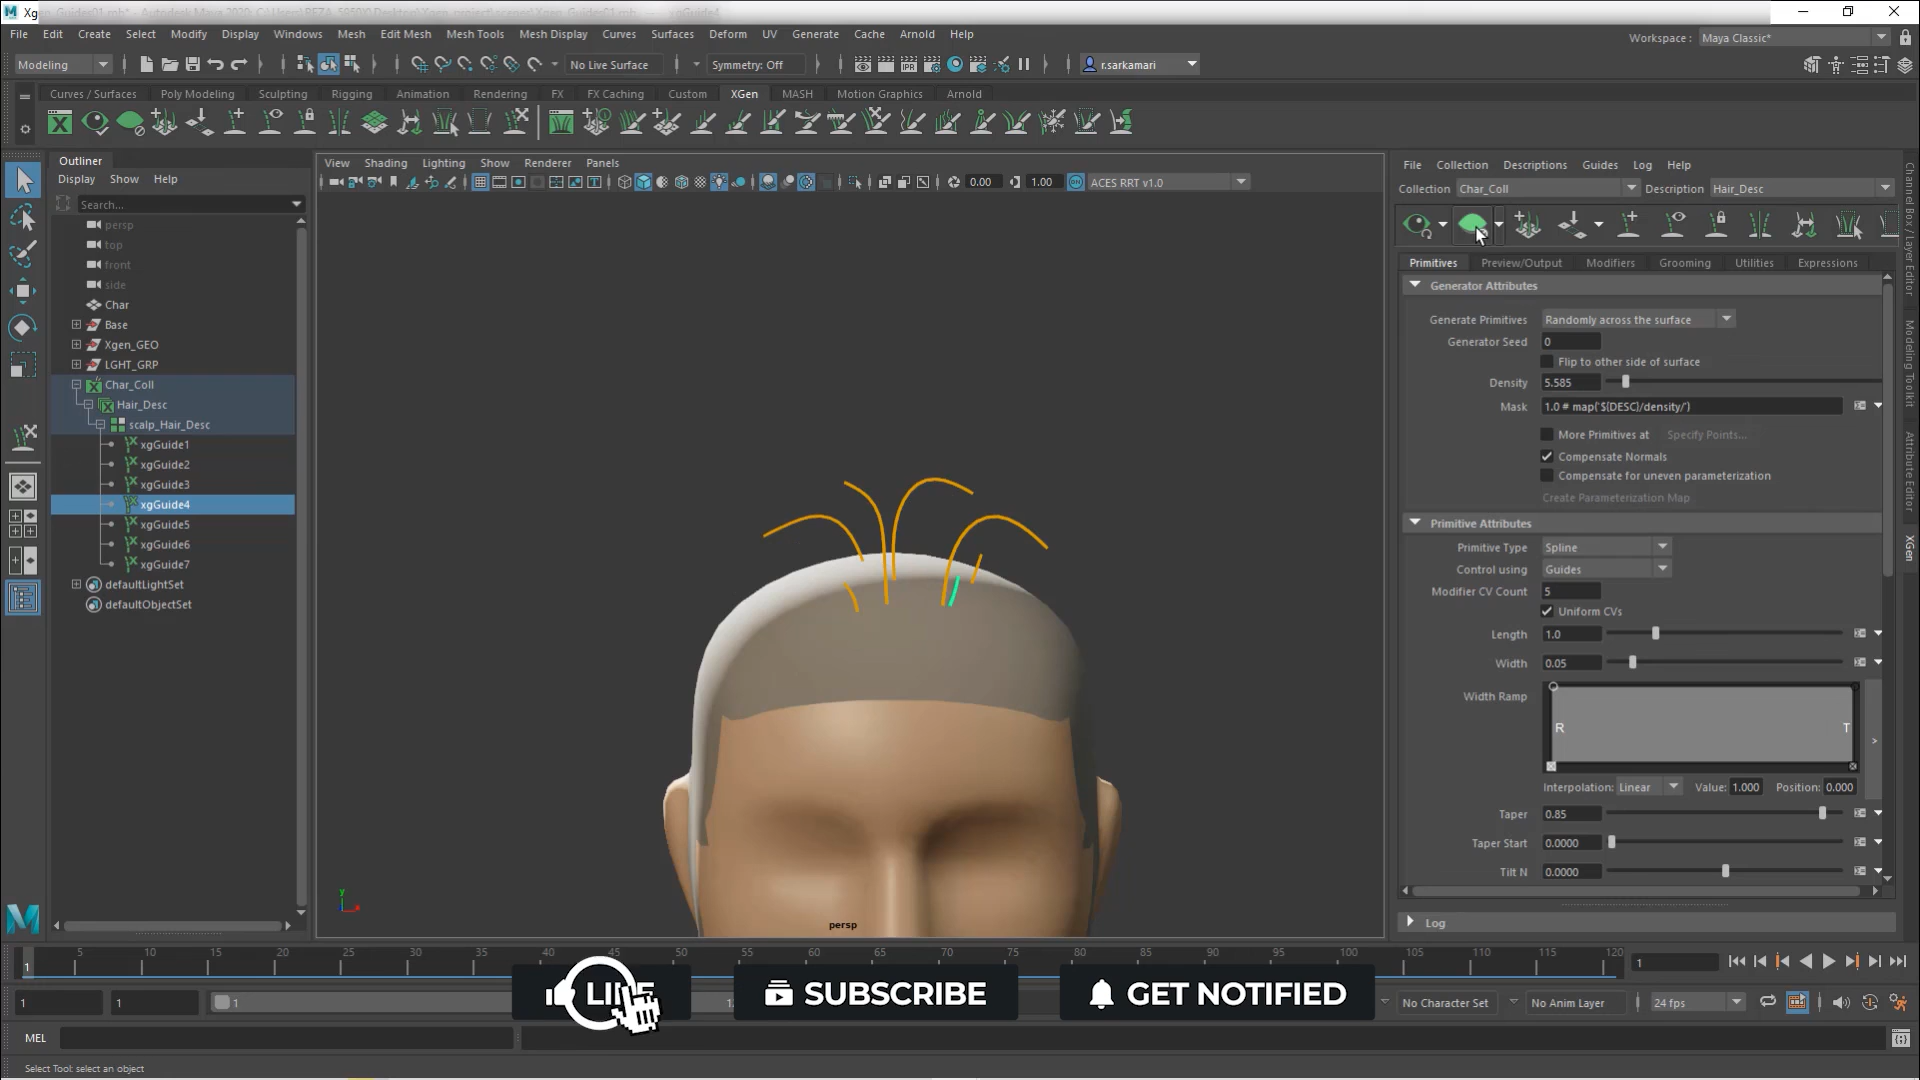 File Edit Create Select Modify Display Windows Mesh Edit Mesh Mesh Tools Mesh Display Curves Surfaces Deform UV Generate Cache Arnold Help
Workspace : Maya Classic*
Modeling
No Live Surface
Symmetry: Off
r.sarkamari
Curves / Surfaces Poly Modeling Sculpting Rigging Animation Rendering FX FX Caching Custom XGen MASH Motion Graphics Arnold
Outliner
Display Show Help
Search...
persp
top
front
side
Char
Base
Xgen_GEO
LGHT_GRP
Char_Coll
Hair_Desc
scalp_Hair_Desc
xgGuide1
xgGuide2
xgGuide3
xgGuide4
xgGuide5
xgGuide6
xgGuide7
defaultLightSet
defaultObjectSet
View Shading Lighting Show Renderer Panels
0.00 1.00 ACES RRT v1.0
persp
File Collection Descriptions Guides Log Help
Collection Char_Coll Description Hair_Desc
Primitives Preview/Output Modifiers Grooming Utilities Expressions
Generator Attributes
Generate Primitives Randomly across the surface
Generator Seed 0
Flip to other side of surface
Density 5.585
Mask 1.0 # map('${DESC}/density/')
More Primitives at Specify Points...
Compensate Normals
Compensate for uneven parameterization
Create Parameterization Map
Primitive Attributes
Primitive Type Spline
Control using Guides
Modifier CV Count 5
Uniform CVs
Length 1.0
Width 0.05
Width Ramp
R T
Interpolation: Linear Value: 1.000 Position: 0.000
Taper 0.85
Taper Start 0.0000
Tilt N 0.0000
Log
Channel Box / Layer Editor
Modeling Toolkit
Attribute Editor
XGen
5 10 15 20 25 30 35 40 45 50 55 60 65 70 75 80 85 90 95 100 105 110 115 120
1
1
1 1 1
LIKE
SUBSCRIBE
GET NOTIFIED
No Character Set
No Anim Layer
24 fps
MEL
Select Tool: select an object